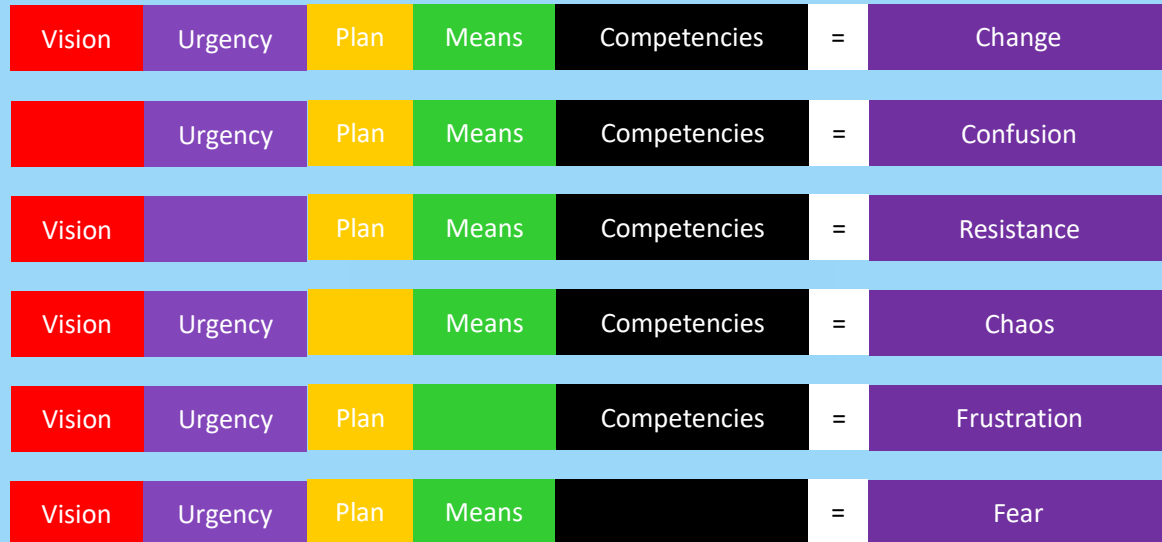 Vision Urgency Plan Means Competencies = Change
Urgency Plan Means Competencies = Confusion
Vision Plan Means Competencies = Resistance
Vision Urgency Means Competencies = Chaos
Vision Urgency Plan Competencies = Frustration
Vision Urgency Plan Means = Fear